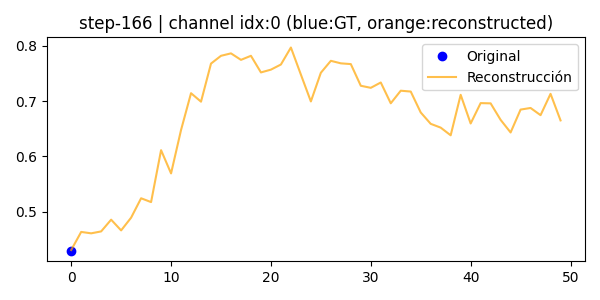 step-166 | channel idx:0 (blue:GT, orange:reconstructed)
0.8
0.7
0.6
0.5
Original
Reconstrucción
0 10 20 30 40 50